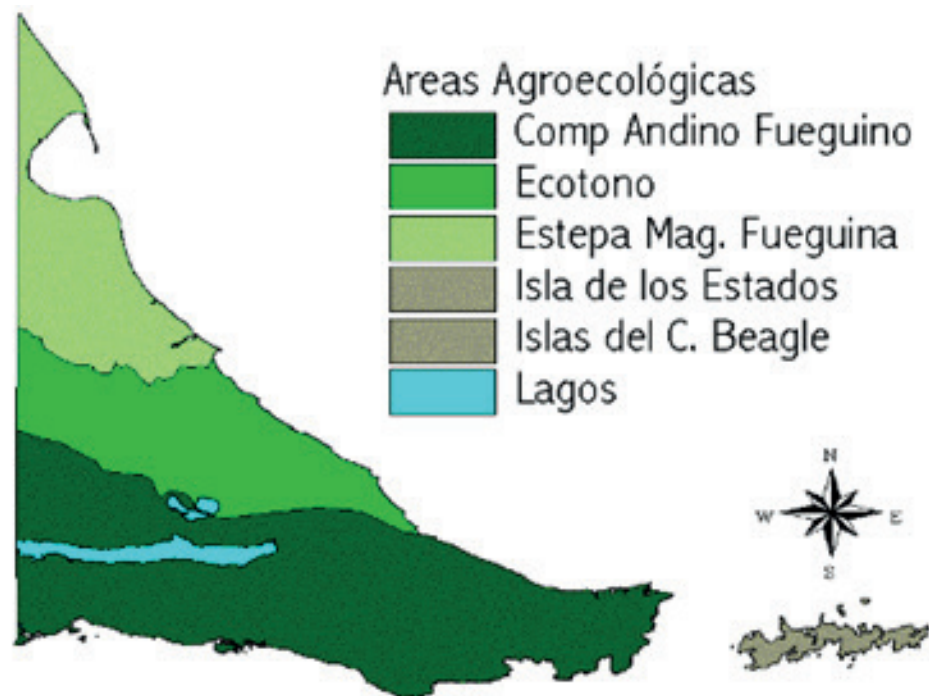 Areas Agroecológicas
Comp Andino Fueguino
Ecotono
Estepa Mag. Fueguina
Isla de los Estados
Islas del C. Beagle
Lagos
N
W E
S